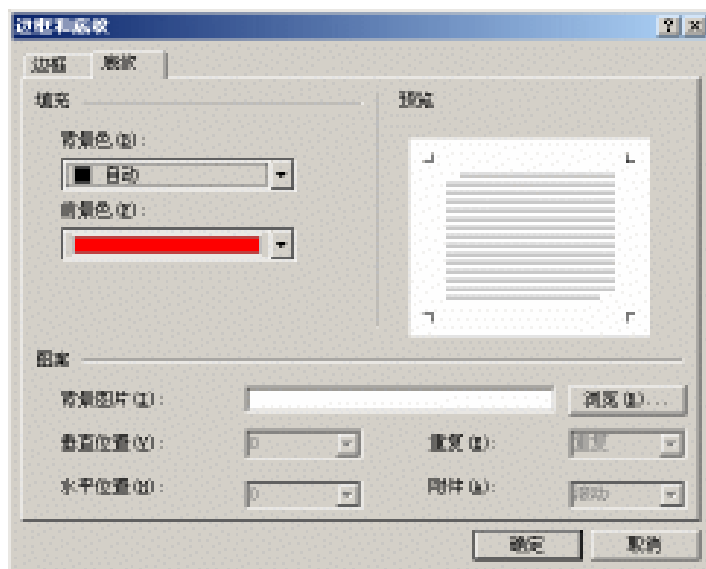 边框和底纹
边框 底纹
填充
预览
背景色(B):
自动
前景色(F):
图案
背景图片(I):
浏览(R)...
垂直位置(V): 0 重复(E): 重复
水平位置(H): 0 附件(A): 滚动
确定 取消